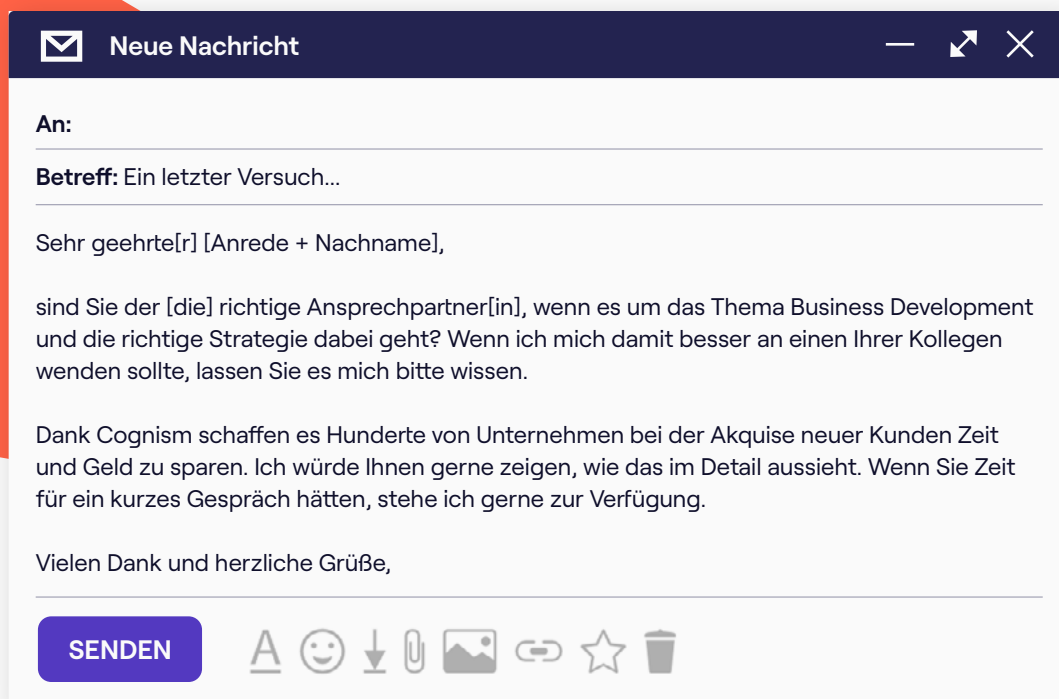 Neue Nachricht
An:
Betreff: Ein letzter Versuch...
Sehr geehrte[r] [Anrede + Nachname],
sind Sie der [die] richtige Ansprechpartner[in], wenn es um das Thema Business Development
und die richtige Strategie dabei geht? Wenn ich mich damit besser an einen Ihrer Kollegen
wenden sollte, lassen Sie es mich bitte wissen.
Dank Cognism schaffen es Hunderte von Unternehmen bei der Akquise neuer Kunden Zeit
und Geld zu sparen. Ich würde Ihnen gerne zeigen, wie das im Detail aussieht. Wenn Sie Zeit
für ein kurzes Gespräch hätten, stehe ich gerne zur Verfügung.
Vielen Dank und herzliche Grüße,
SENDEN A